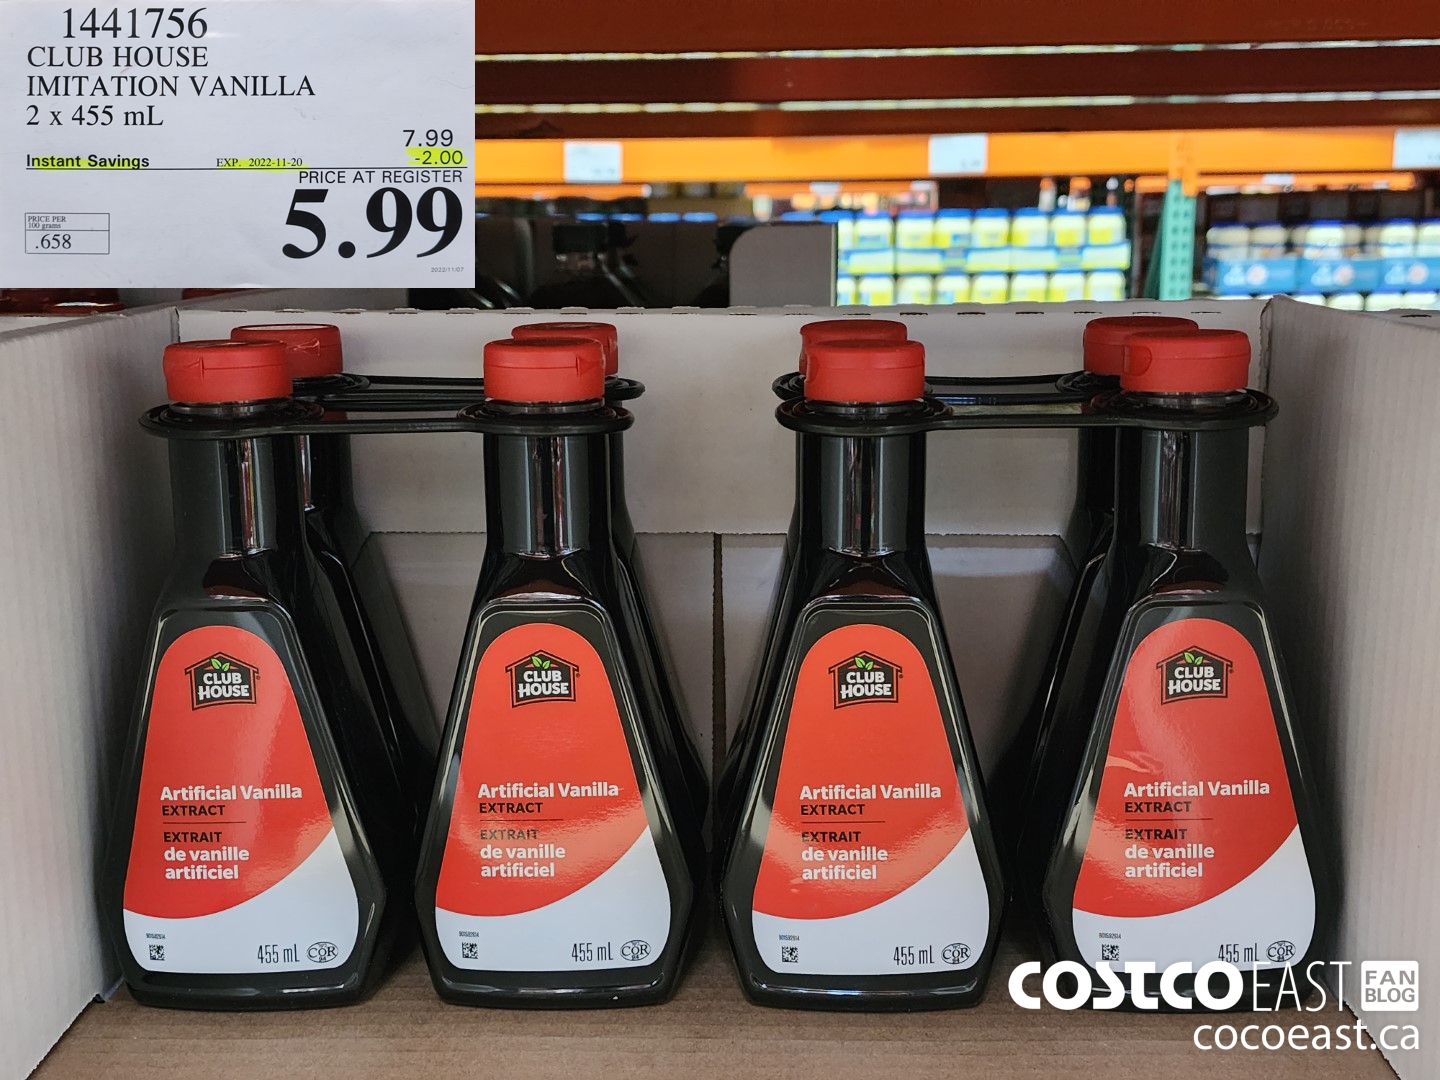 1441756
CLUB HOUSE
IMITATION VANILLA
2 x 455 mL
7.99
Instant Savings EXP. 2022-11-20 -2.00
PRICE AT REGISTER
5.99
PRICE PER
100 grams
.658
2022/11/07
CLUB
HOUSE
Artificial Vanilla
EXTRACT
EXTRAIT
de vanille
artificiel
455 mL COR
CLUB
HOUSE
Artificial Vanilla
EXTRACT
EXTRAIT
de vanille
artificiel
455 mL COR
CLUB
HOUSE
Artificial Vanilla
EXTRACT
EXTRAIT
de vanille
artificiel
455 mL COR
CLUB
HOUSE
Artificial Vanilla
EXTRACT
EXTRAIT
de vanille
artificiel
455 mL COR
COSTCO EAST FAN BLOG
cocoeast.ca